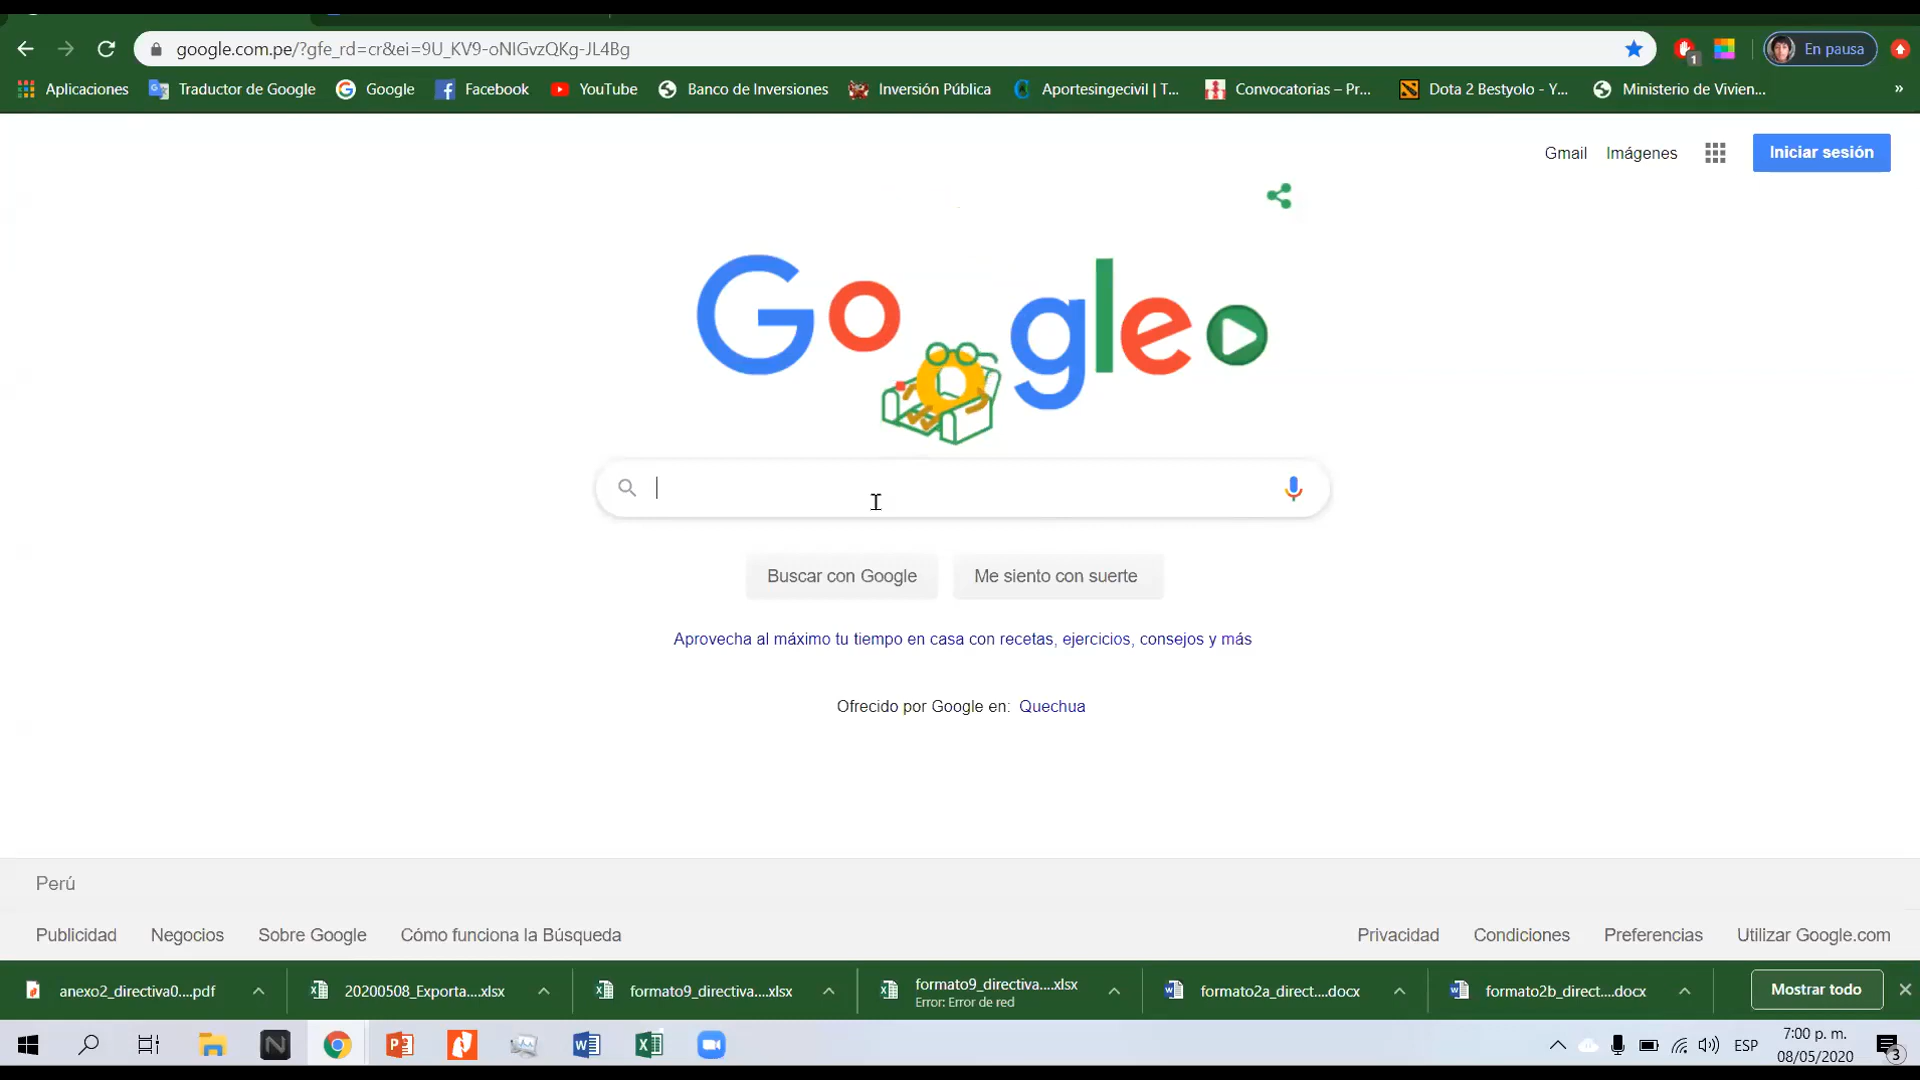 google.com.pe/?gfe_rd=cr&ei=9U_KV9-oNIGvzQKg-JL4Bg
1
En pausa
Aplicaciones
Traductor de Google
Google
Facebook
YouTube
Banco de Inversiones
Inversión Pública
Aportesingecivil | T...
Convocatorias – Pr...
Dota 2 Bestyolo - Y...
Ministerio de Vivien...
»
Gmail
Imágenes
Iniciar sesión
Google
Buscar con Google
Me siento con suerte
Aprovecha al máximo tu tiempo en casa con recetas, ejercicios, consejos y más
Ofrecido por Google en: Quechua
Perú
Publicidad
Negocios
Sobre Google
Cómo funciona la Búsqueda
Privacidad
Condiciones
Preferencias
Utilizar Google.com
anexo2_directiva0....pdf
20200508_Exporta....xlsx
formato9_directiva....xlsx
formato9_directiva....xlsx
Error: Error de red
formato2a_direct....docx
formato2b_direct....docx
Mostrar todo
ESP
7:00 p. m.
08/05/2020
3